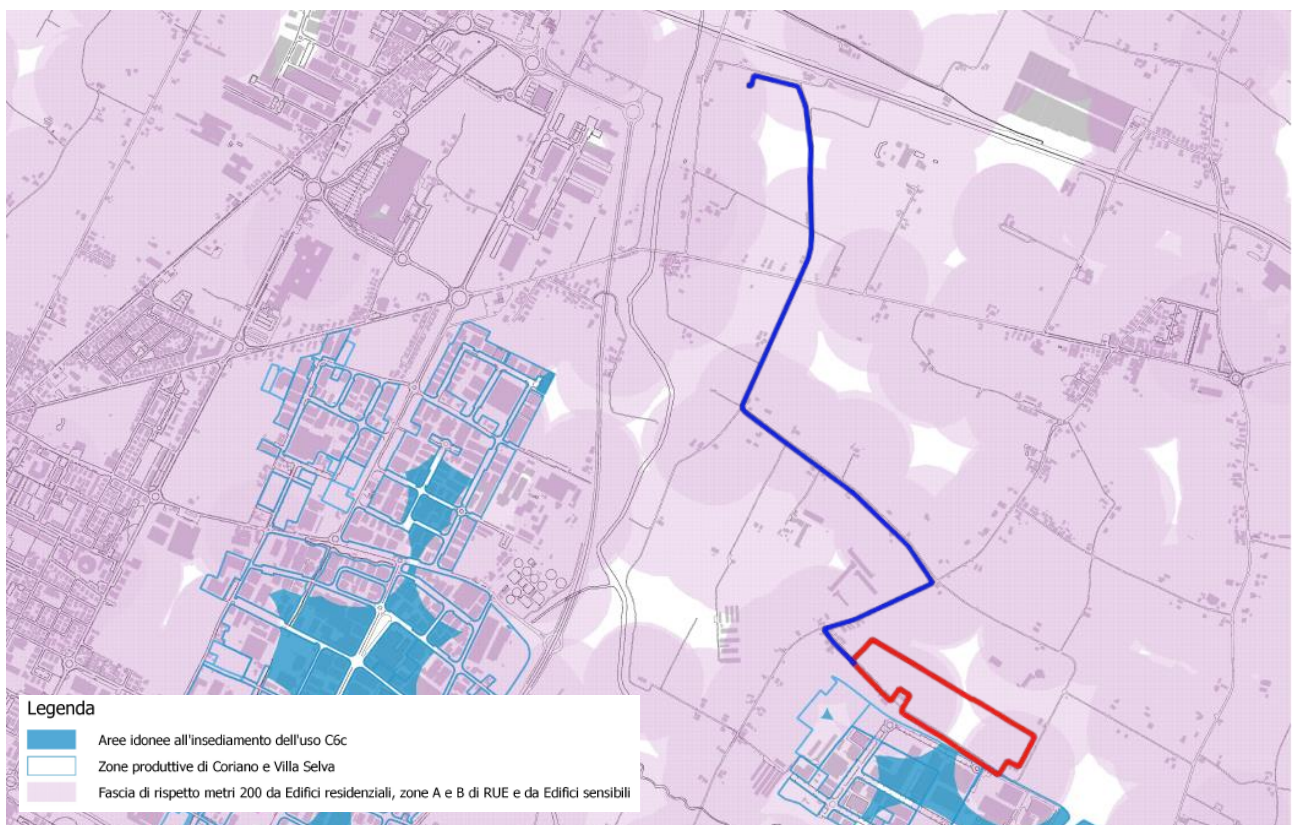 Legenda
Aree idonee all'insediamento dell'uso C6c
Zone produttive di Coriano e Villa Selva
Fascia di rispetto metri 200 da Edifici residenziali, zone A e B di RUE e da Edifici sensibili